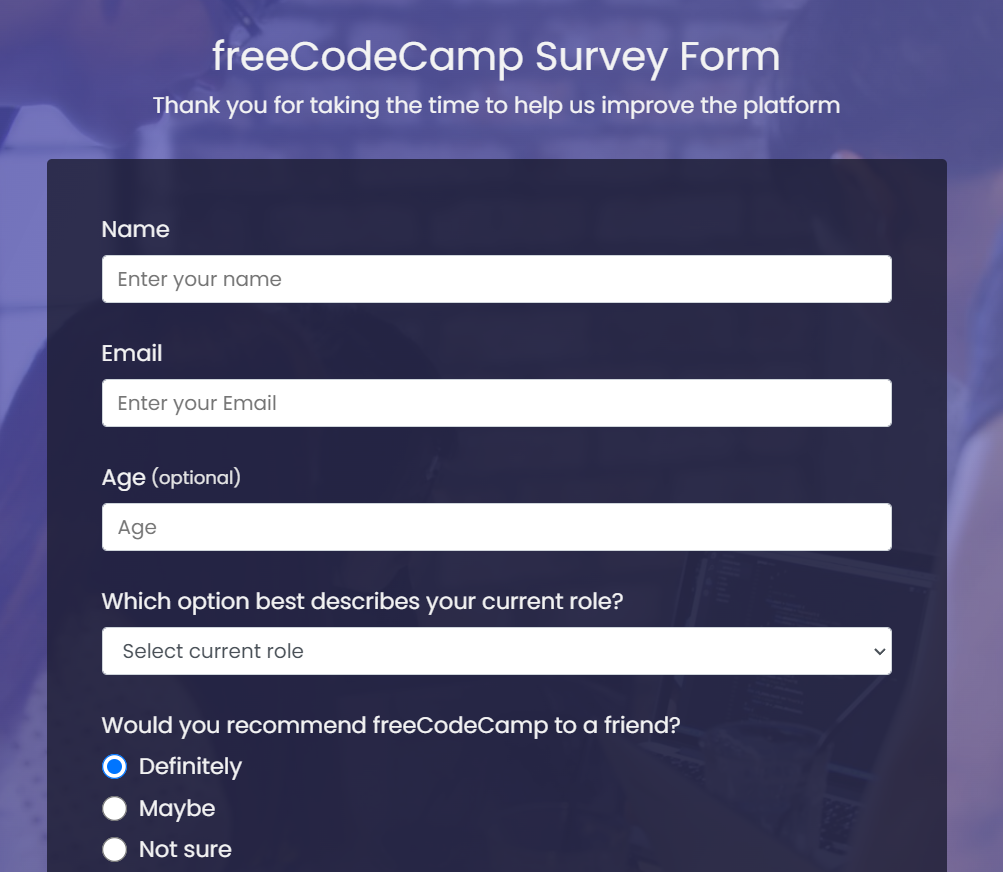 freeCodeCamp Survey Form
Thank you for taking the time to help us improve the platform
Name
Enter your name
Email
Enter your Email
Age (optional)
Age
Which option best describes your current role?
Select current role
Would you recommend freeCodeCamp to a friend?
Definitely
Maybe
Not sure